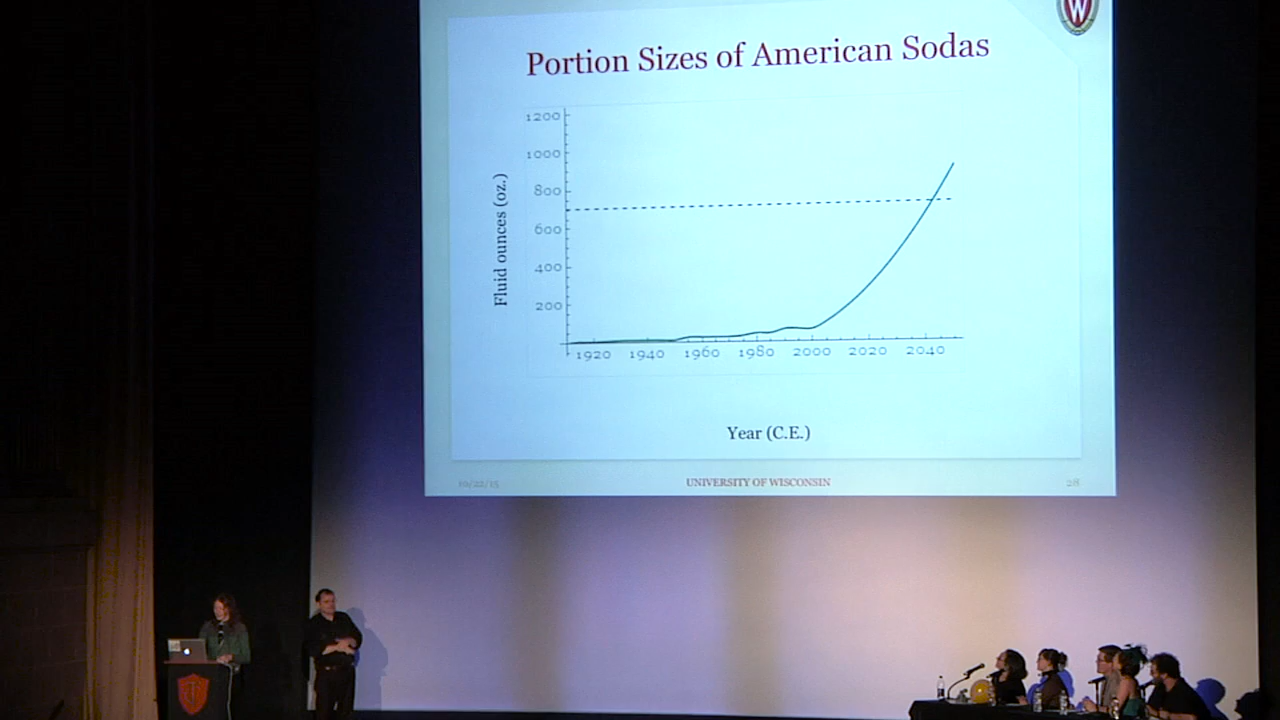 W
Portion Sizes of American Sodas
1200
1000
800
600
400
200
Fluid ounces (oz.)
1920 1940 1960 1980 2000 2020 2040
Year (C.E.)
10/22/15 UNIVERSITY OF WISCONSIN 28